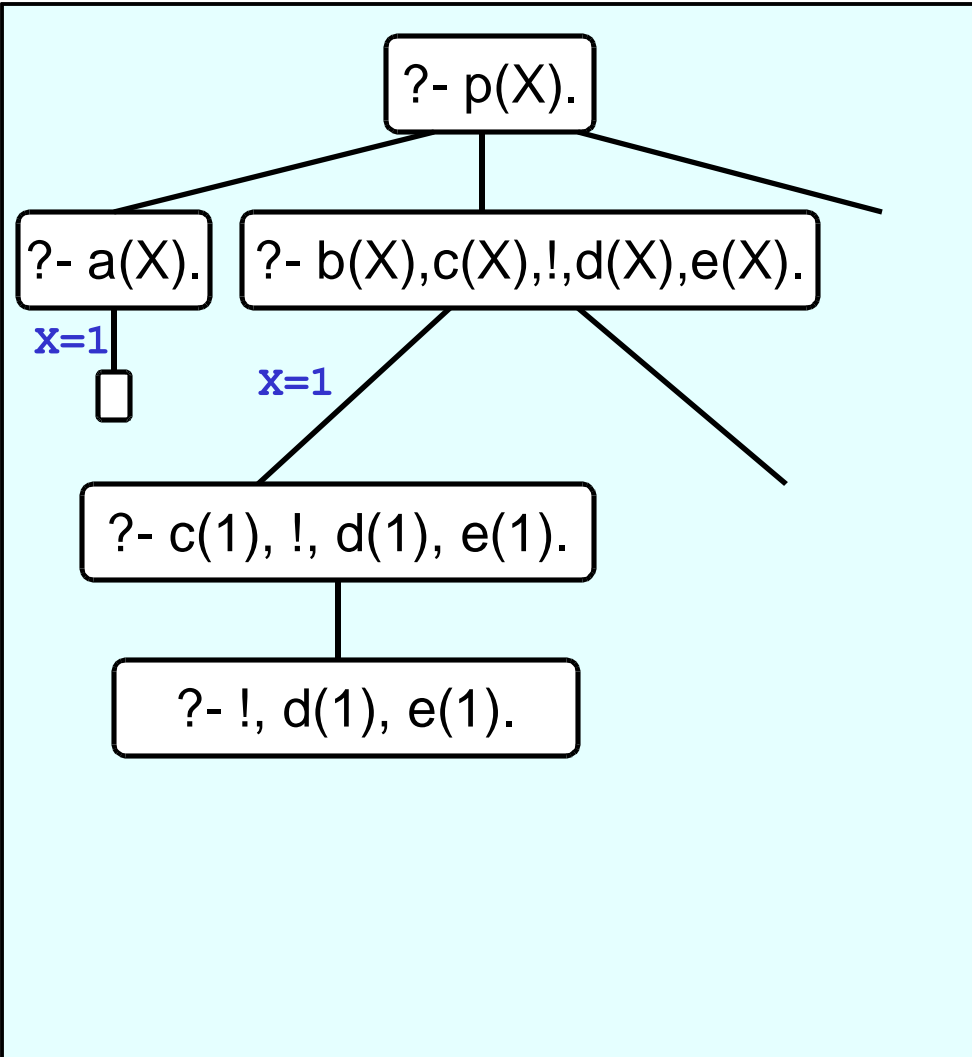 ?- p(X).
?- a(X).
?- b(X),c(X),!,d(X),e(X).
X=1
X=1
?- c(1), !, d(1), e(1).
?- !, d(1), e(1).